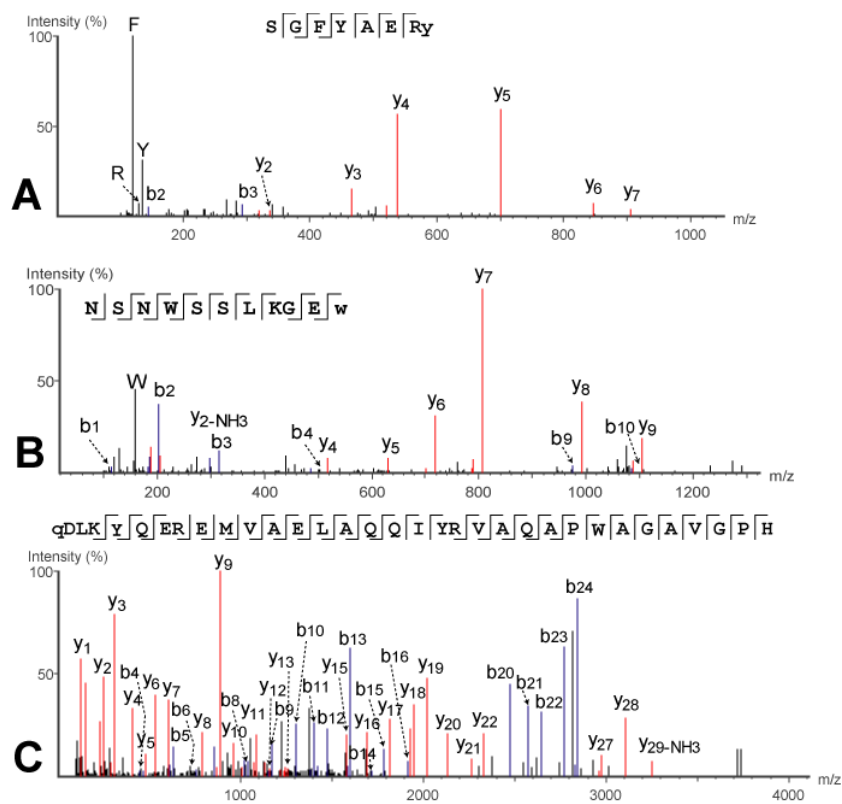 Intensity (%)
S G F Y A E R y
100
F
50
y4
y5
Y
R
b2
b3
y2
y3
y6
y7
A
200
400
600
800
1000
m/z
Intensity (%)
y7
100
N S N W S S L K G E w
50
W
b2
b1
y2-NH3
b3
b4
y4
y5
y6
y8
b9
b10
y9
B
200
400
600
800
1000
1200
m/z
qDLKYQEREMVAELAQQIYRVAQAPWAGAVGPH
Intensity (%)
100
y9
b24
y3
y1
y2
b4
y6
y7
y4
y5
b6
b5
y8
b8
y10
y11
y12
b9
y13
b10
b11
y15
b12
b13
b14
y16
b15
y17
b16
y18
y19
y20
y21
y22
b20
b21
b22
b23
y27
y28
y29-NH3
50
C
1000
2000
3000
4000
m/z